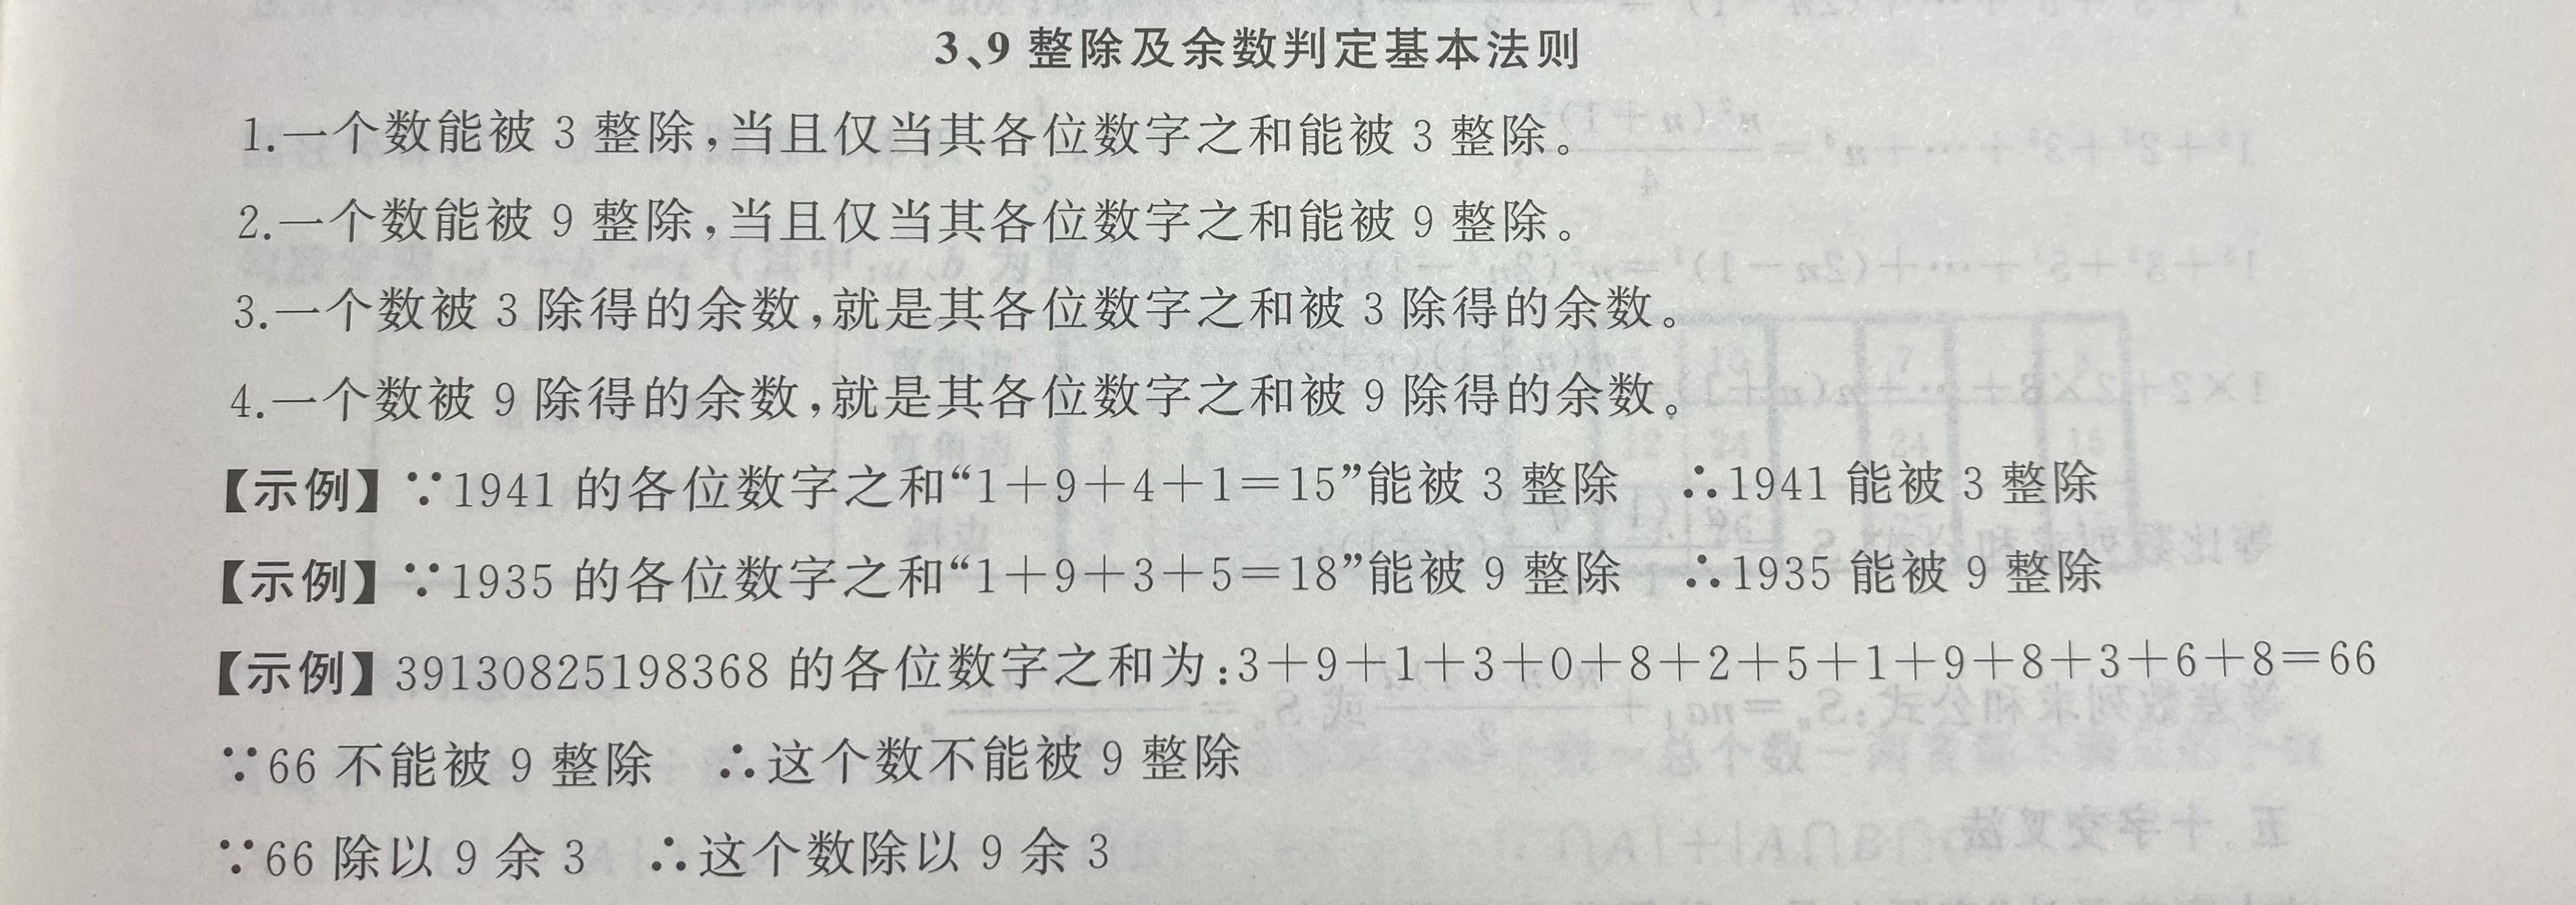 3、9 整除及余数判定基本法则
1.一个数能被 3 整除,当且仅当其各位数字之和能被 3 整除。
2.一个数能被 9 整除,当且仅当其各位数字之和能被 9 整除。
3.一个数被 3 除得的余数,就是其各位数字之和被 3 除得的余数。
4.一个数被 9 除得的余数,就是其各位数字之和被 9 除得的余数。
【示例】∵1941 的各位数字之和“1+9+4+1=15”能被 3 整除 ∴1941 能被 3 整除
【示例】∵1935 的各位数字之和“1+9+3+5=18”能被 9 整除 ∴1935 能被 9 整除
【示例】39130825198368 的各位数字之和为:3+9+1+3+0+8+2+5+1+9+8+3+6+8=66
∵66 不能被 9 整除 ∴这个数不能被 9 整除
∵66 除以 9 余 3 ∴这个数除以 9 余 3